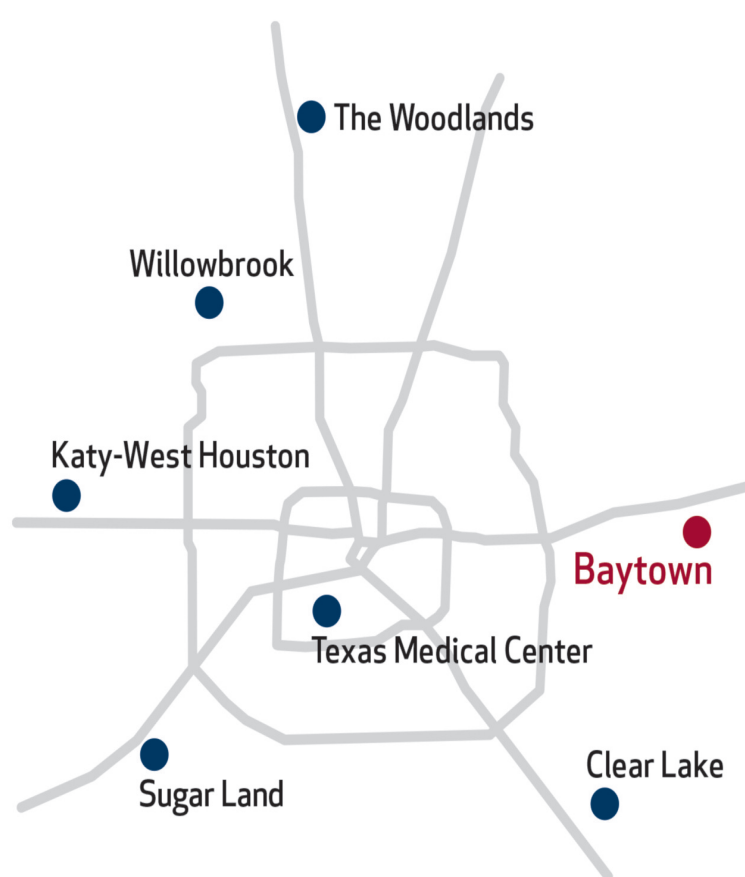 The Woodlands
Willowbrook
Katy-West Houston
Baytown
Texas Medical Center
Clear Lake
Sugar Land